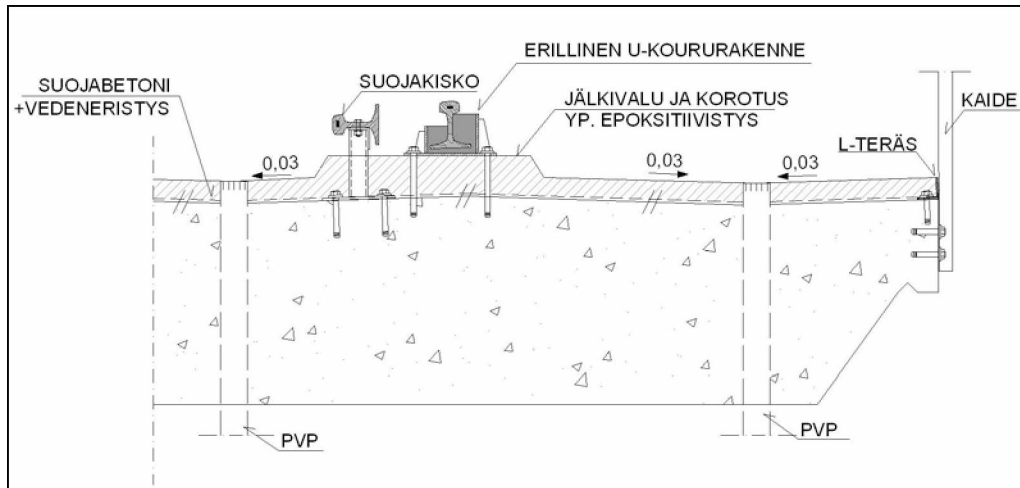 ERILLINEN U-KOURURAKENNE
SUOJABETONI
+VEDENERISTYS
SUOJAKISKO
JÄLKIVALU JA KOROTUS
YP. EPOKSITIIVISTYS
KAIDE
L-TERÄS
0,03
0,03
0,03
PVP
PVP